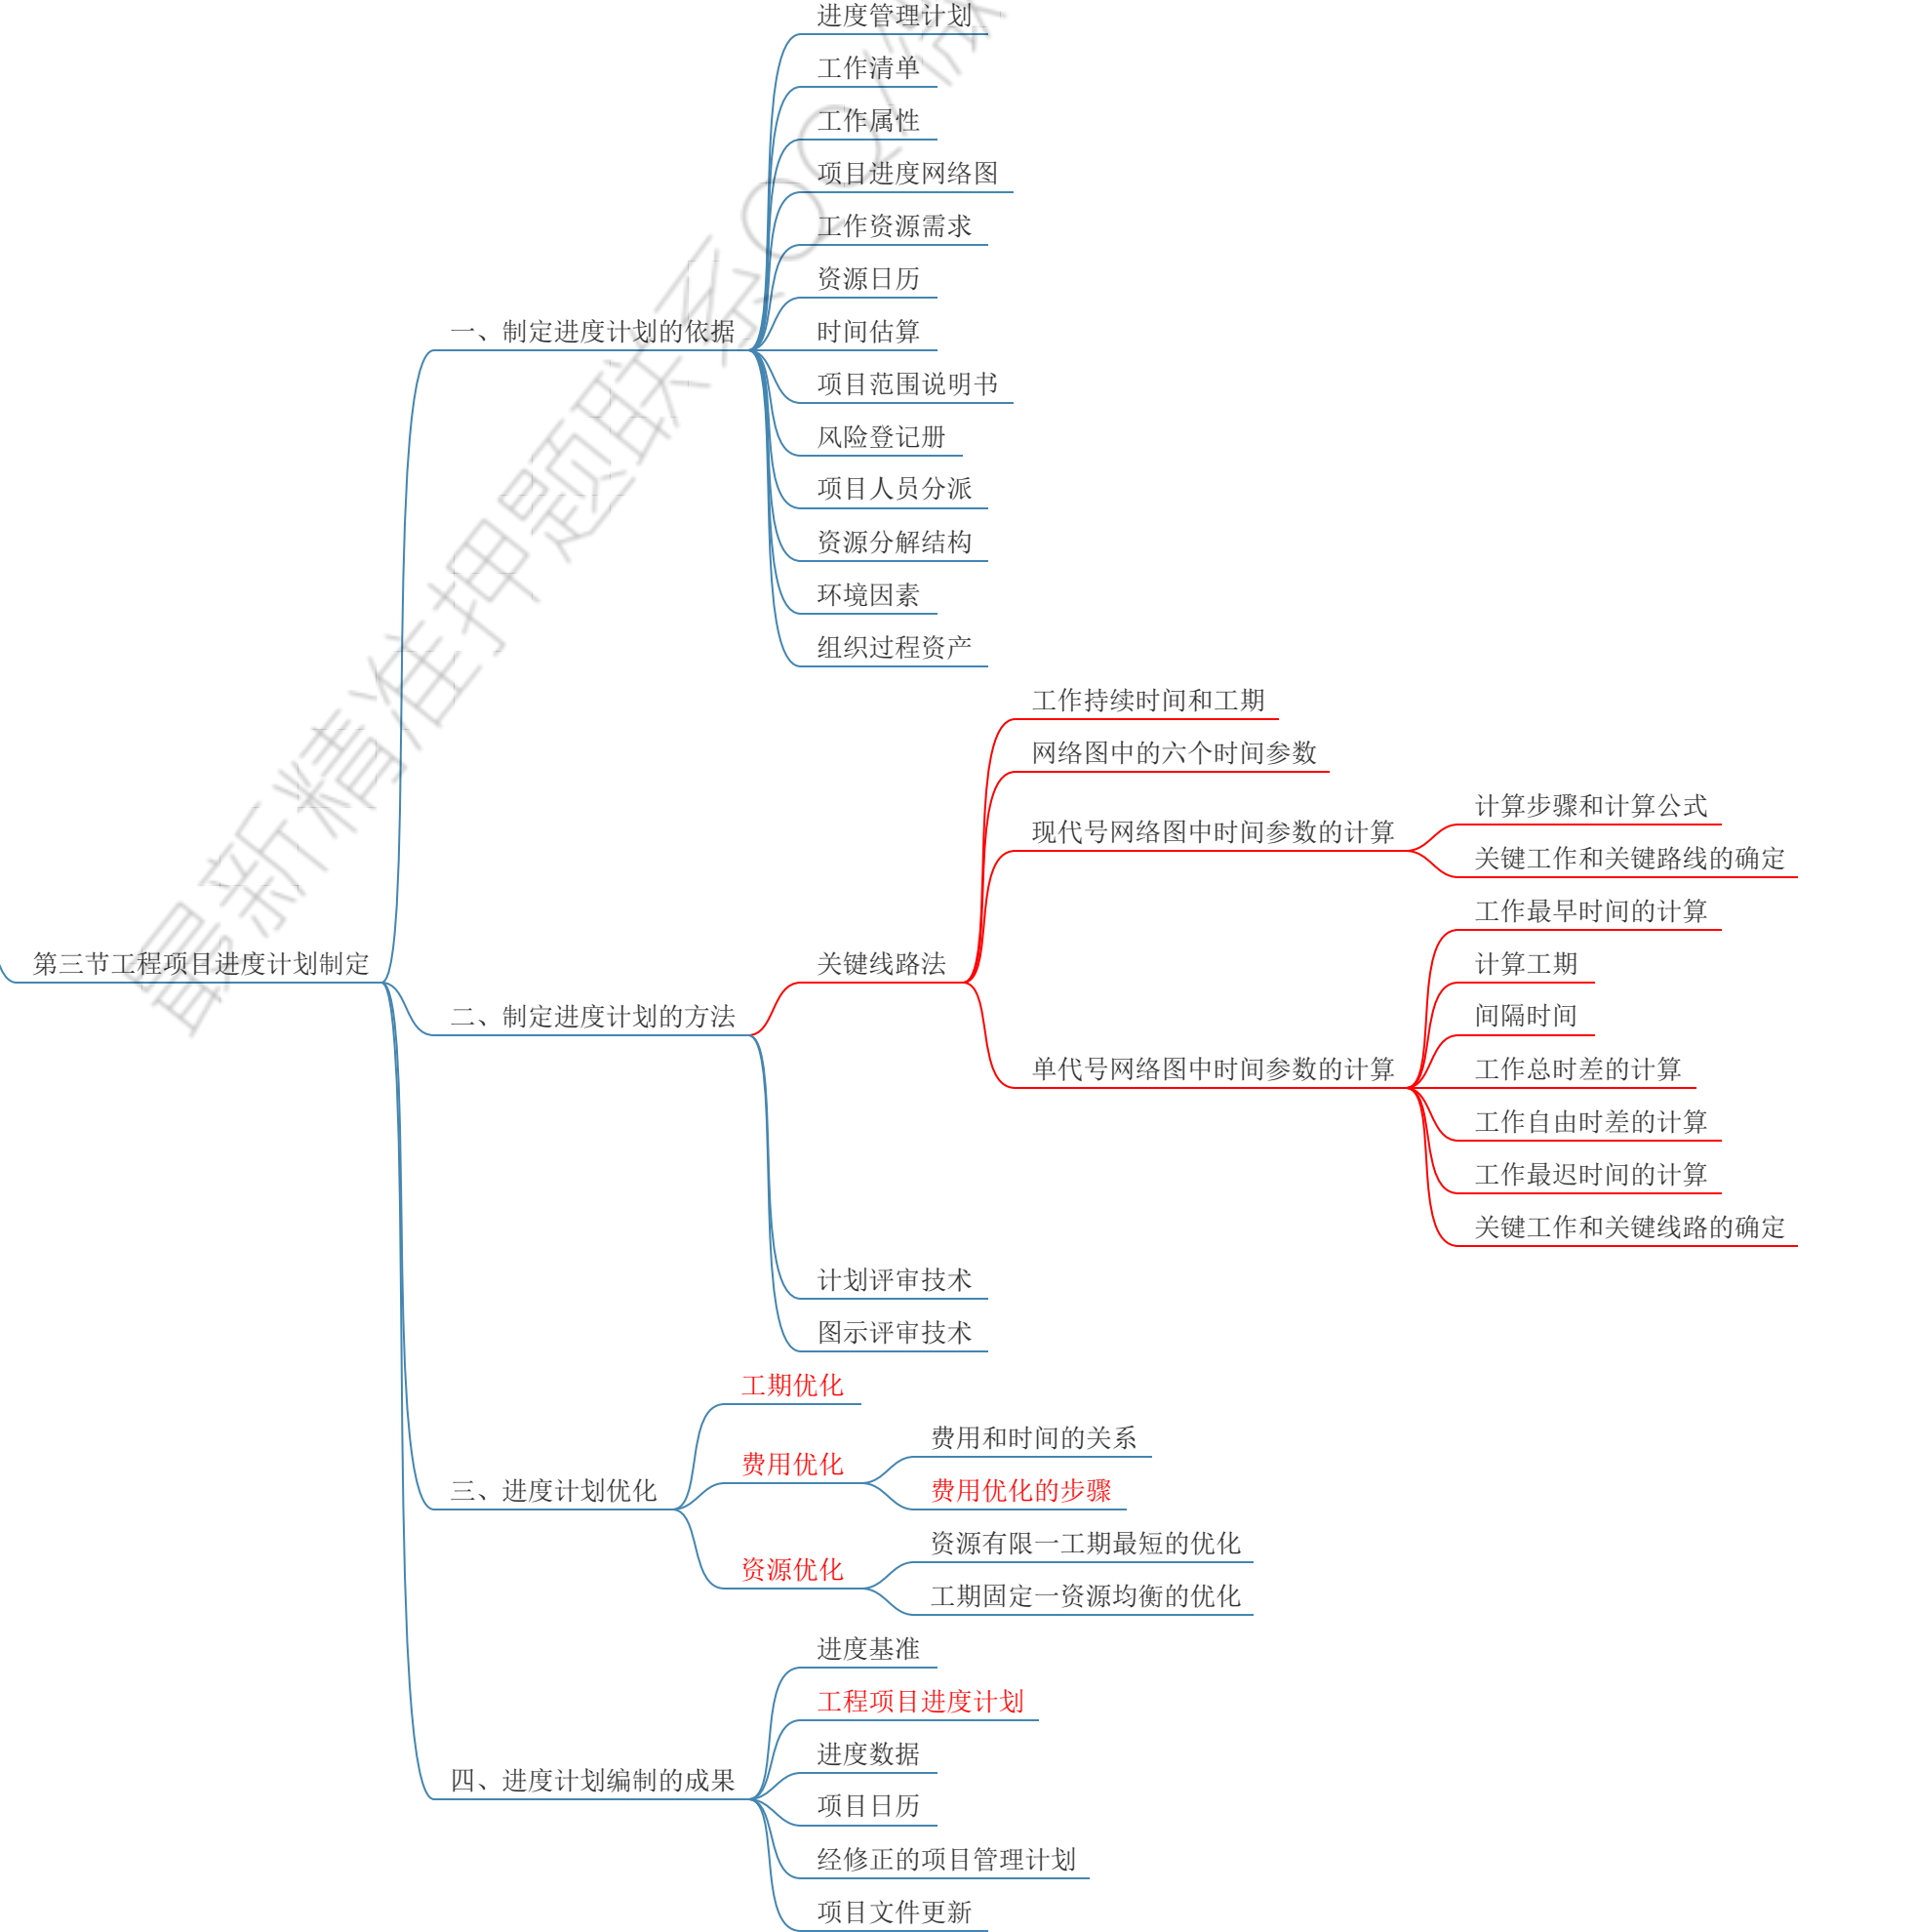 第三节工程项目进度计划制定
一、制定进度计划的依据
进度管理计划
工作清单
工作属性
项目进度网络图
工作资源需求
资源日历
时间估算
项目范围说明书
风险登记册
项目人员分派
资源分解结构
环境因素
组织过程资产
二、制定进度计划的方法
关键线路法
工作持续时间和工期
网络图中的六个时间参数
现代号网络图中时间参数的计算
计算步骤和计算公式
关键工作和关键路线的确定
单代号网络图中时间参数的计算
工作最早时间的计算
计算工期
间隔时间
工作总时差的计算
工作自由时差的计算
工作最迟时间的计算
关键工作和关键线路的确定
计划评审技术
图示评审技术
三、进度计划优化
工期优化
费用优化
费用和时间的关系
费用优化的步骤
资源优化
资源有限一工期最短的优化
工期固定一资源均衡的优化
四、进度计划编制的成果
进度基准
工程项目进度计划
进度数据
项目日历
经修正的项目管理计划
项目文件更新
最新精准押题联系QQ/微